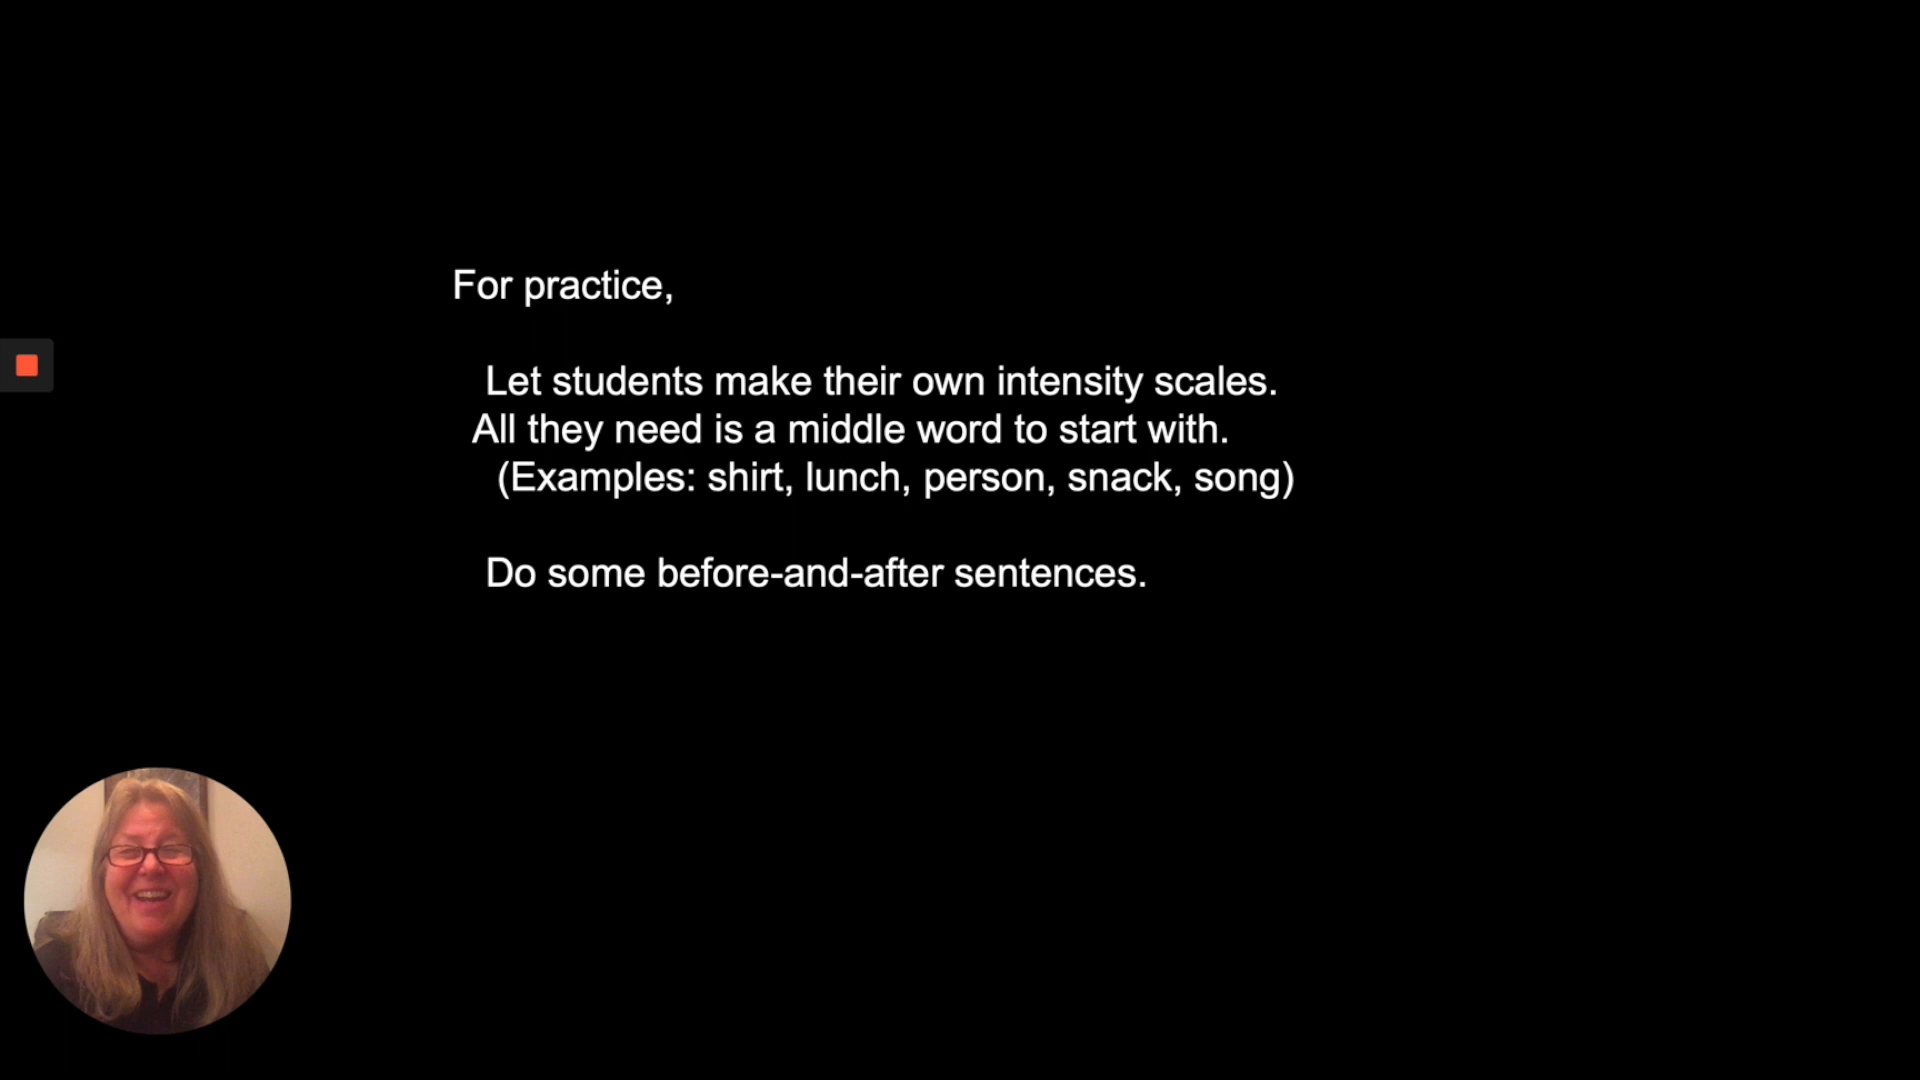 For practice,
Let students make their own intensity scales.
All they need is a middle word to start with.
(Examples: shirt, lunch, person, snack, song)
Do some before-and-after sentences.